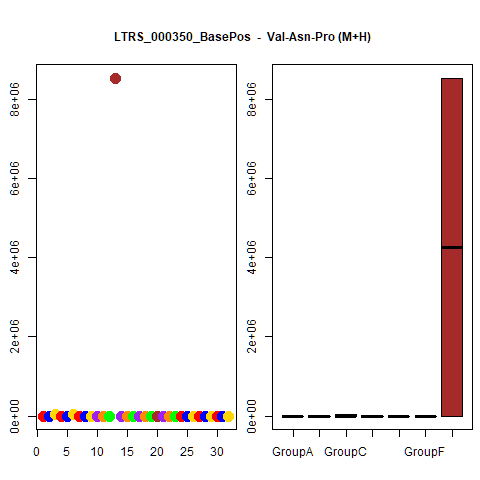 LTRS_000350_BasePos - Val-Asn-Pro (M+H)
8e+06
6e+06
4e+06
2e+06
0e+00
0 5 10 15 20 25 30
8e+06
6e+06
4e+06
2e+06
0e+00
GroupA GroupC GroupF